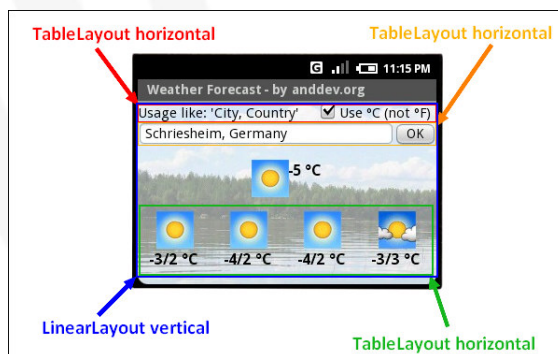 TableLayout horizontal
TableLayout horizontal
G 11:15 PM
Weather Forecast - by anddev.org
Usage like: 'City, Country' Use °C (not °F)
Schriesheim, Germany OK
-5 °C
-3/2 °C -4/2 °C -4/2 °C -3/3 °C
LinearLayout vertical
TableLayout horizontal